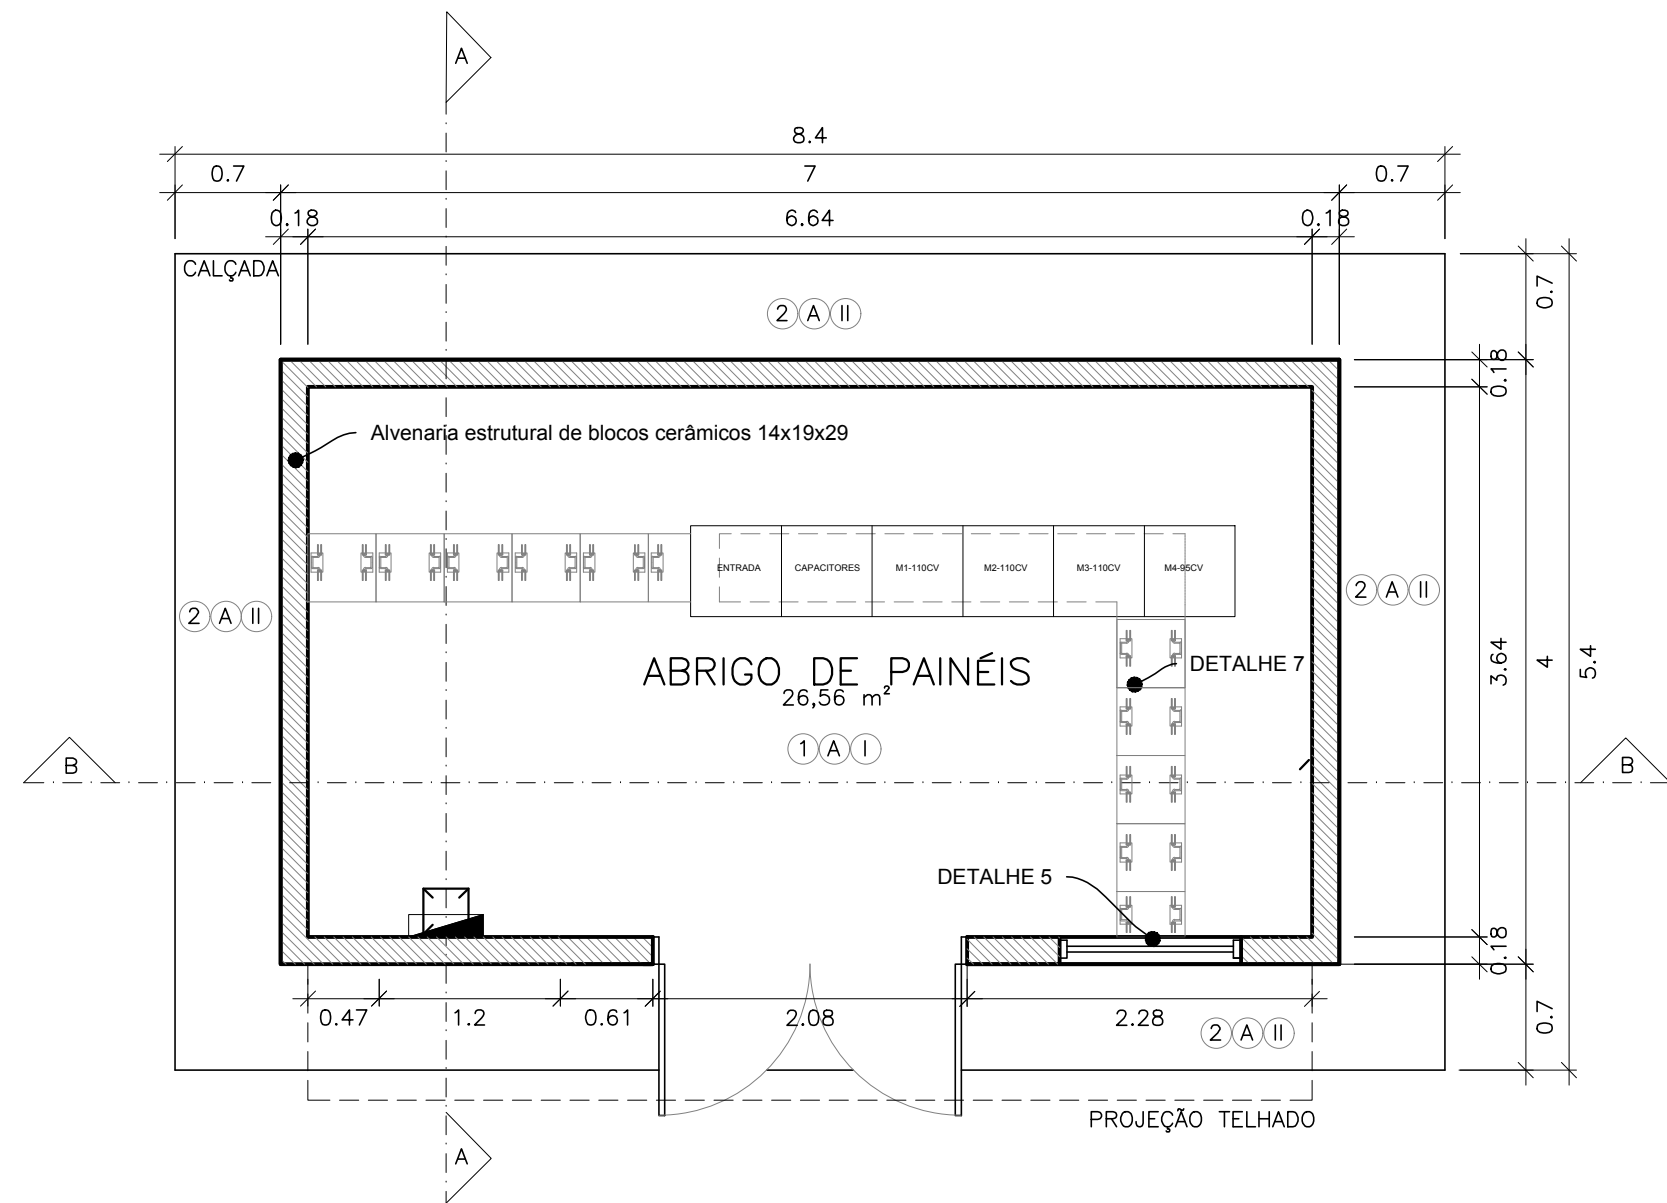 A
8.4
0.7 7 0.7
0.18 6.64 0.18
CALÇADA
0.7
2 A II
0.18
Alvenaria estrutural de blocos cerâmicos 14x19x29
ENTRADA CAPACITORES M1-110CV M2-110CV M3-110CV M4-95CV
2 A II
2 A II
ABRIGO DE PAINÉIS
26,56 m²
DETALHE 7
3.64 4 5.4
1 A I
B B
DETALHE 5
0.18
0.47 1.2 0.61 2.08 2.28
0.7
2 A II
PROJEÇÃO TELHADO
A